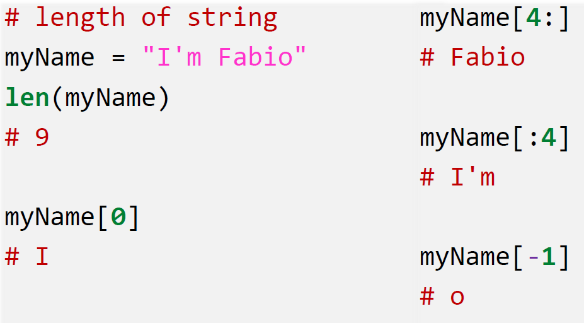 # length of string
myName = "I'm Fabio"
len(myName)
# 9
myName[0]
# I
myName[4:]
# Fabio
myName[:4]
# I'm
myName[-1]
# o